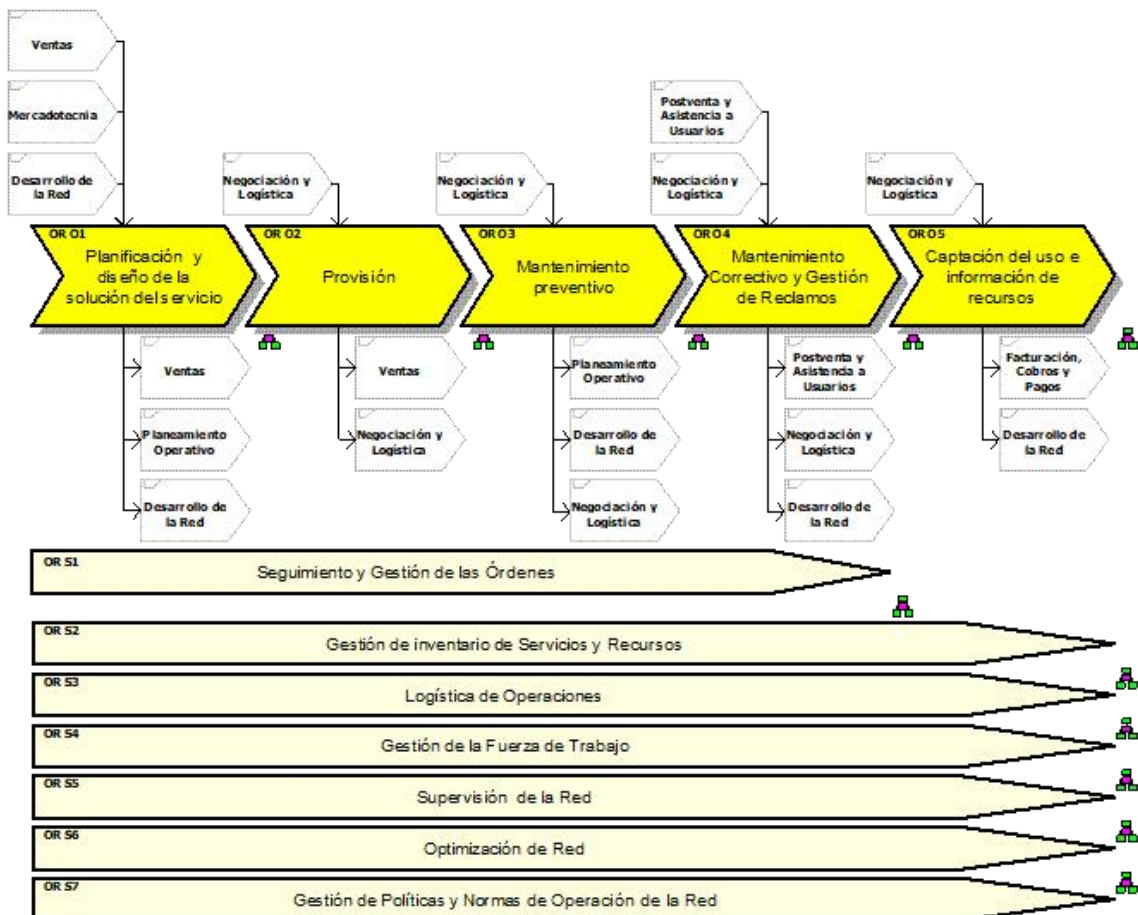 Ventas
Mercadotecnia
Desarrollo de
la Red
Negociación y
Logística
Negociación y
Logística
Postventa y
Asistencia a
Usuarios
Negociación y
Logística
Negociación y
Logística
OR O1
Planificación y
diseño de la
solución del servicio
OR O2
Provisión
OR O3
Mantenimiento
preventivo
OR O4
Mantenimiento
Correctivo y Gestión
de Reclamos
OR O5
Captación del uso e
información de
recursos
Ventas
Planeamiento
Operativo
Desarrollo de
la Red
Ventas
Negociación y
Logística
Planeamiento
Operativo
Desarrollo de
la Red
Negociación y
Logística
Postventa y
Asistencia a
Usuarios
Negociación y
Logística
Desarrollo de
la Red
Facturación,
Cobros y
Pagos
Desarrollo de
la Red
OR S1
Seguimiento y Gestión de las Órdenes
OR S2
Gestión de inventario de Servicios y Recursos
OR S3
Logística de Operaciones
OR S4
Gestión de la Fuerza de Trabajo
OR S5
Supervisión de la Red
OR S6
Optimización de Red
OR S7
Gestión de Políticas y Normas de Operación de la Red